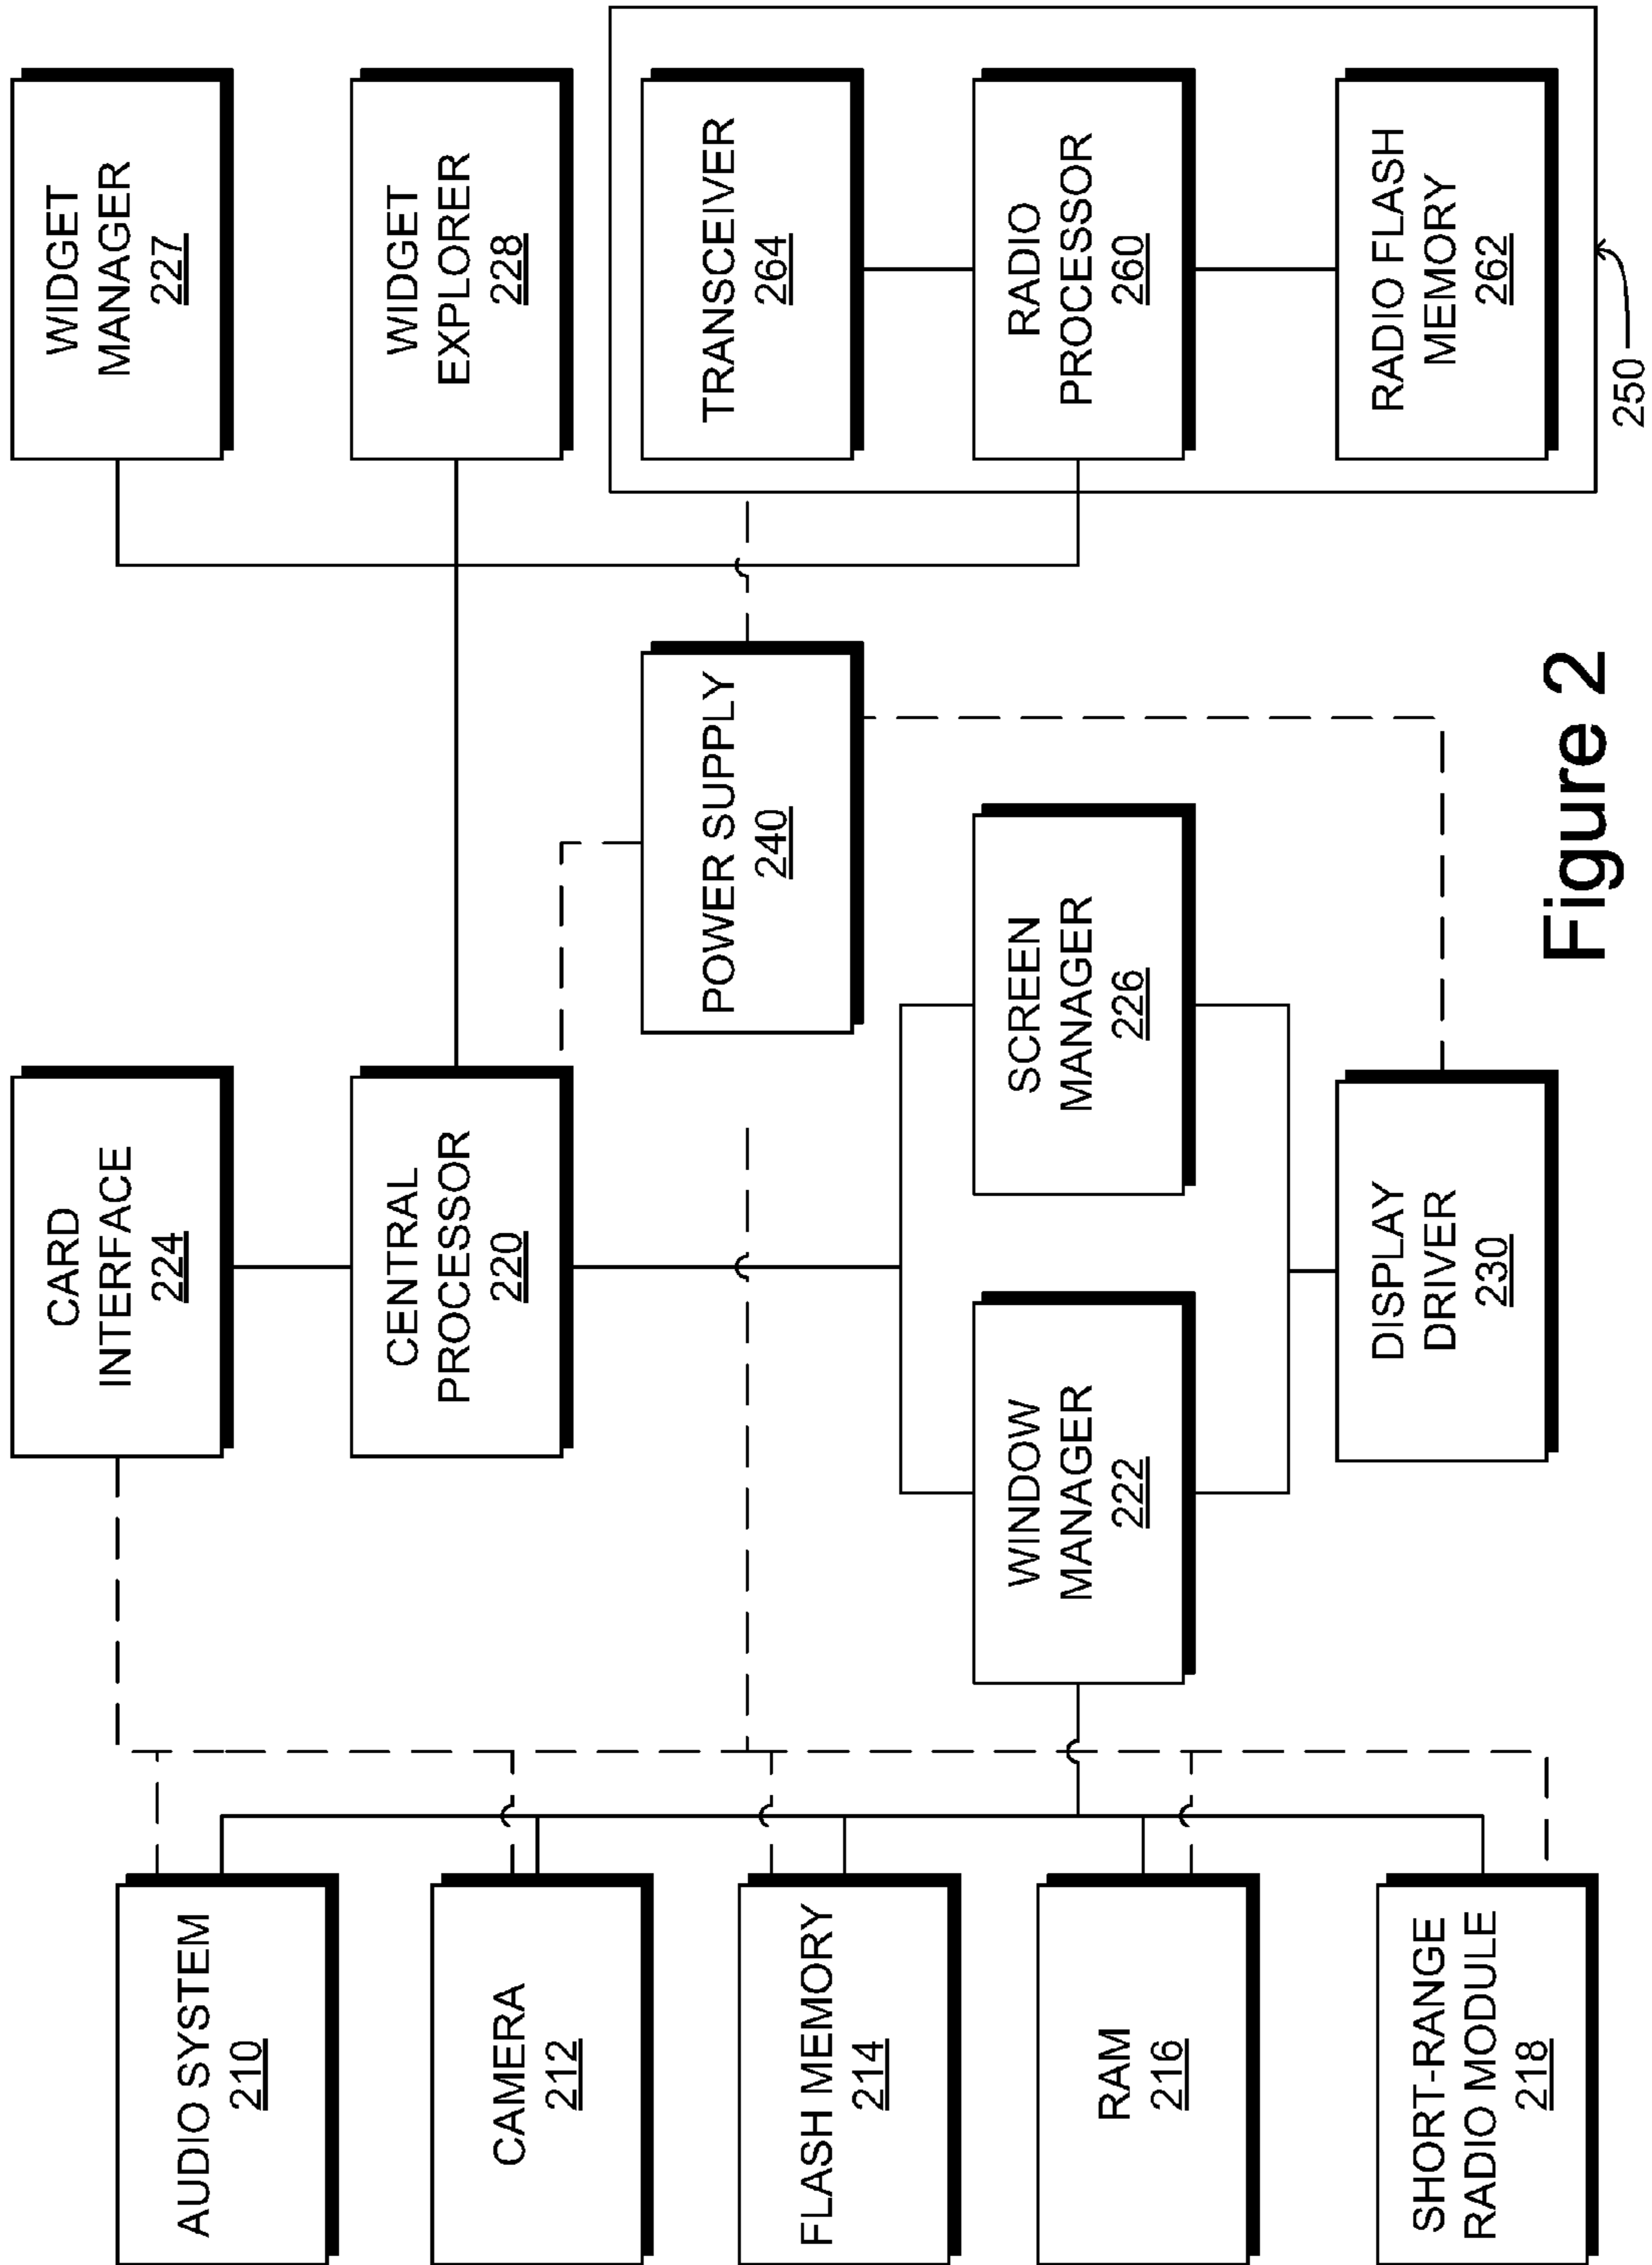 AUDIO SYSTEM
210
CAMERA
212
FLASH MEMORY
214
RAM
216
SHORT-RANGE
RADIO MODULE
218
CARD
INTERFACE
224
CENTRAL
PROCESSOR
220
WINDOW
MANAGER
222
SCREEN
MANAGER
226
DISPLAY
DRIVER
230
POWER SUPPLY
240
WIDGET
MANAGER
227
WIDGET
EXPLORER
228
TRANSCEIVER
264
RADIO
PROCESSOR
260
RADIO FLASH
MEMORY
262
250
Figure 2